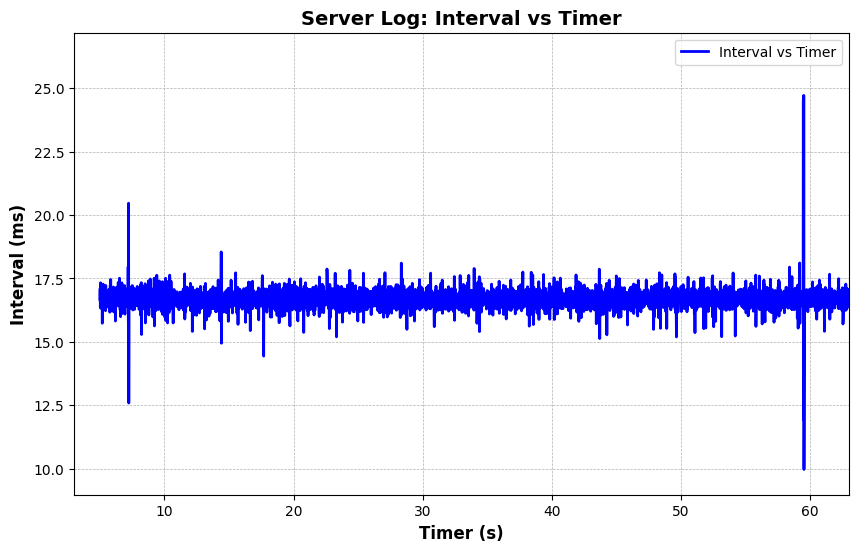 Server Log: Interval vs Timer
Interval vs Timer
25.0
22.5
20.0
17.5
15.0
12.5
10.0
Interval (ms)
10 20 30 40 50 60
Timer (s)